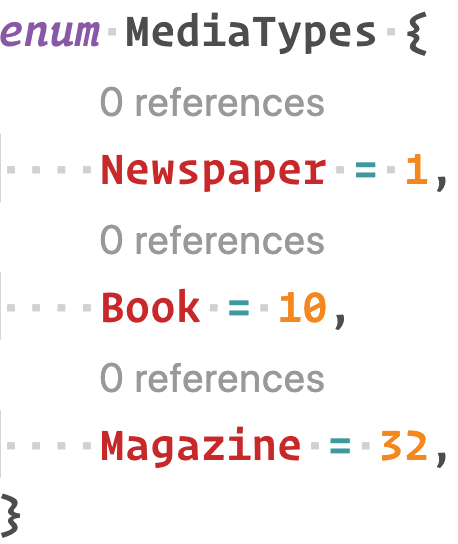 enum MediaTypes {
0 references
    Newspaper = 1,
0 references
    Book = 10,
0 references
    Magazine = 32,
}